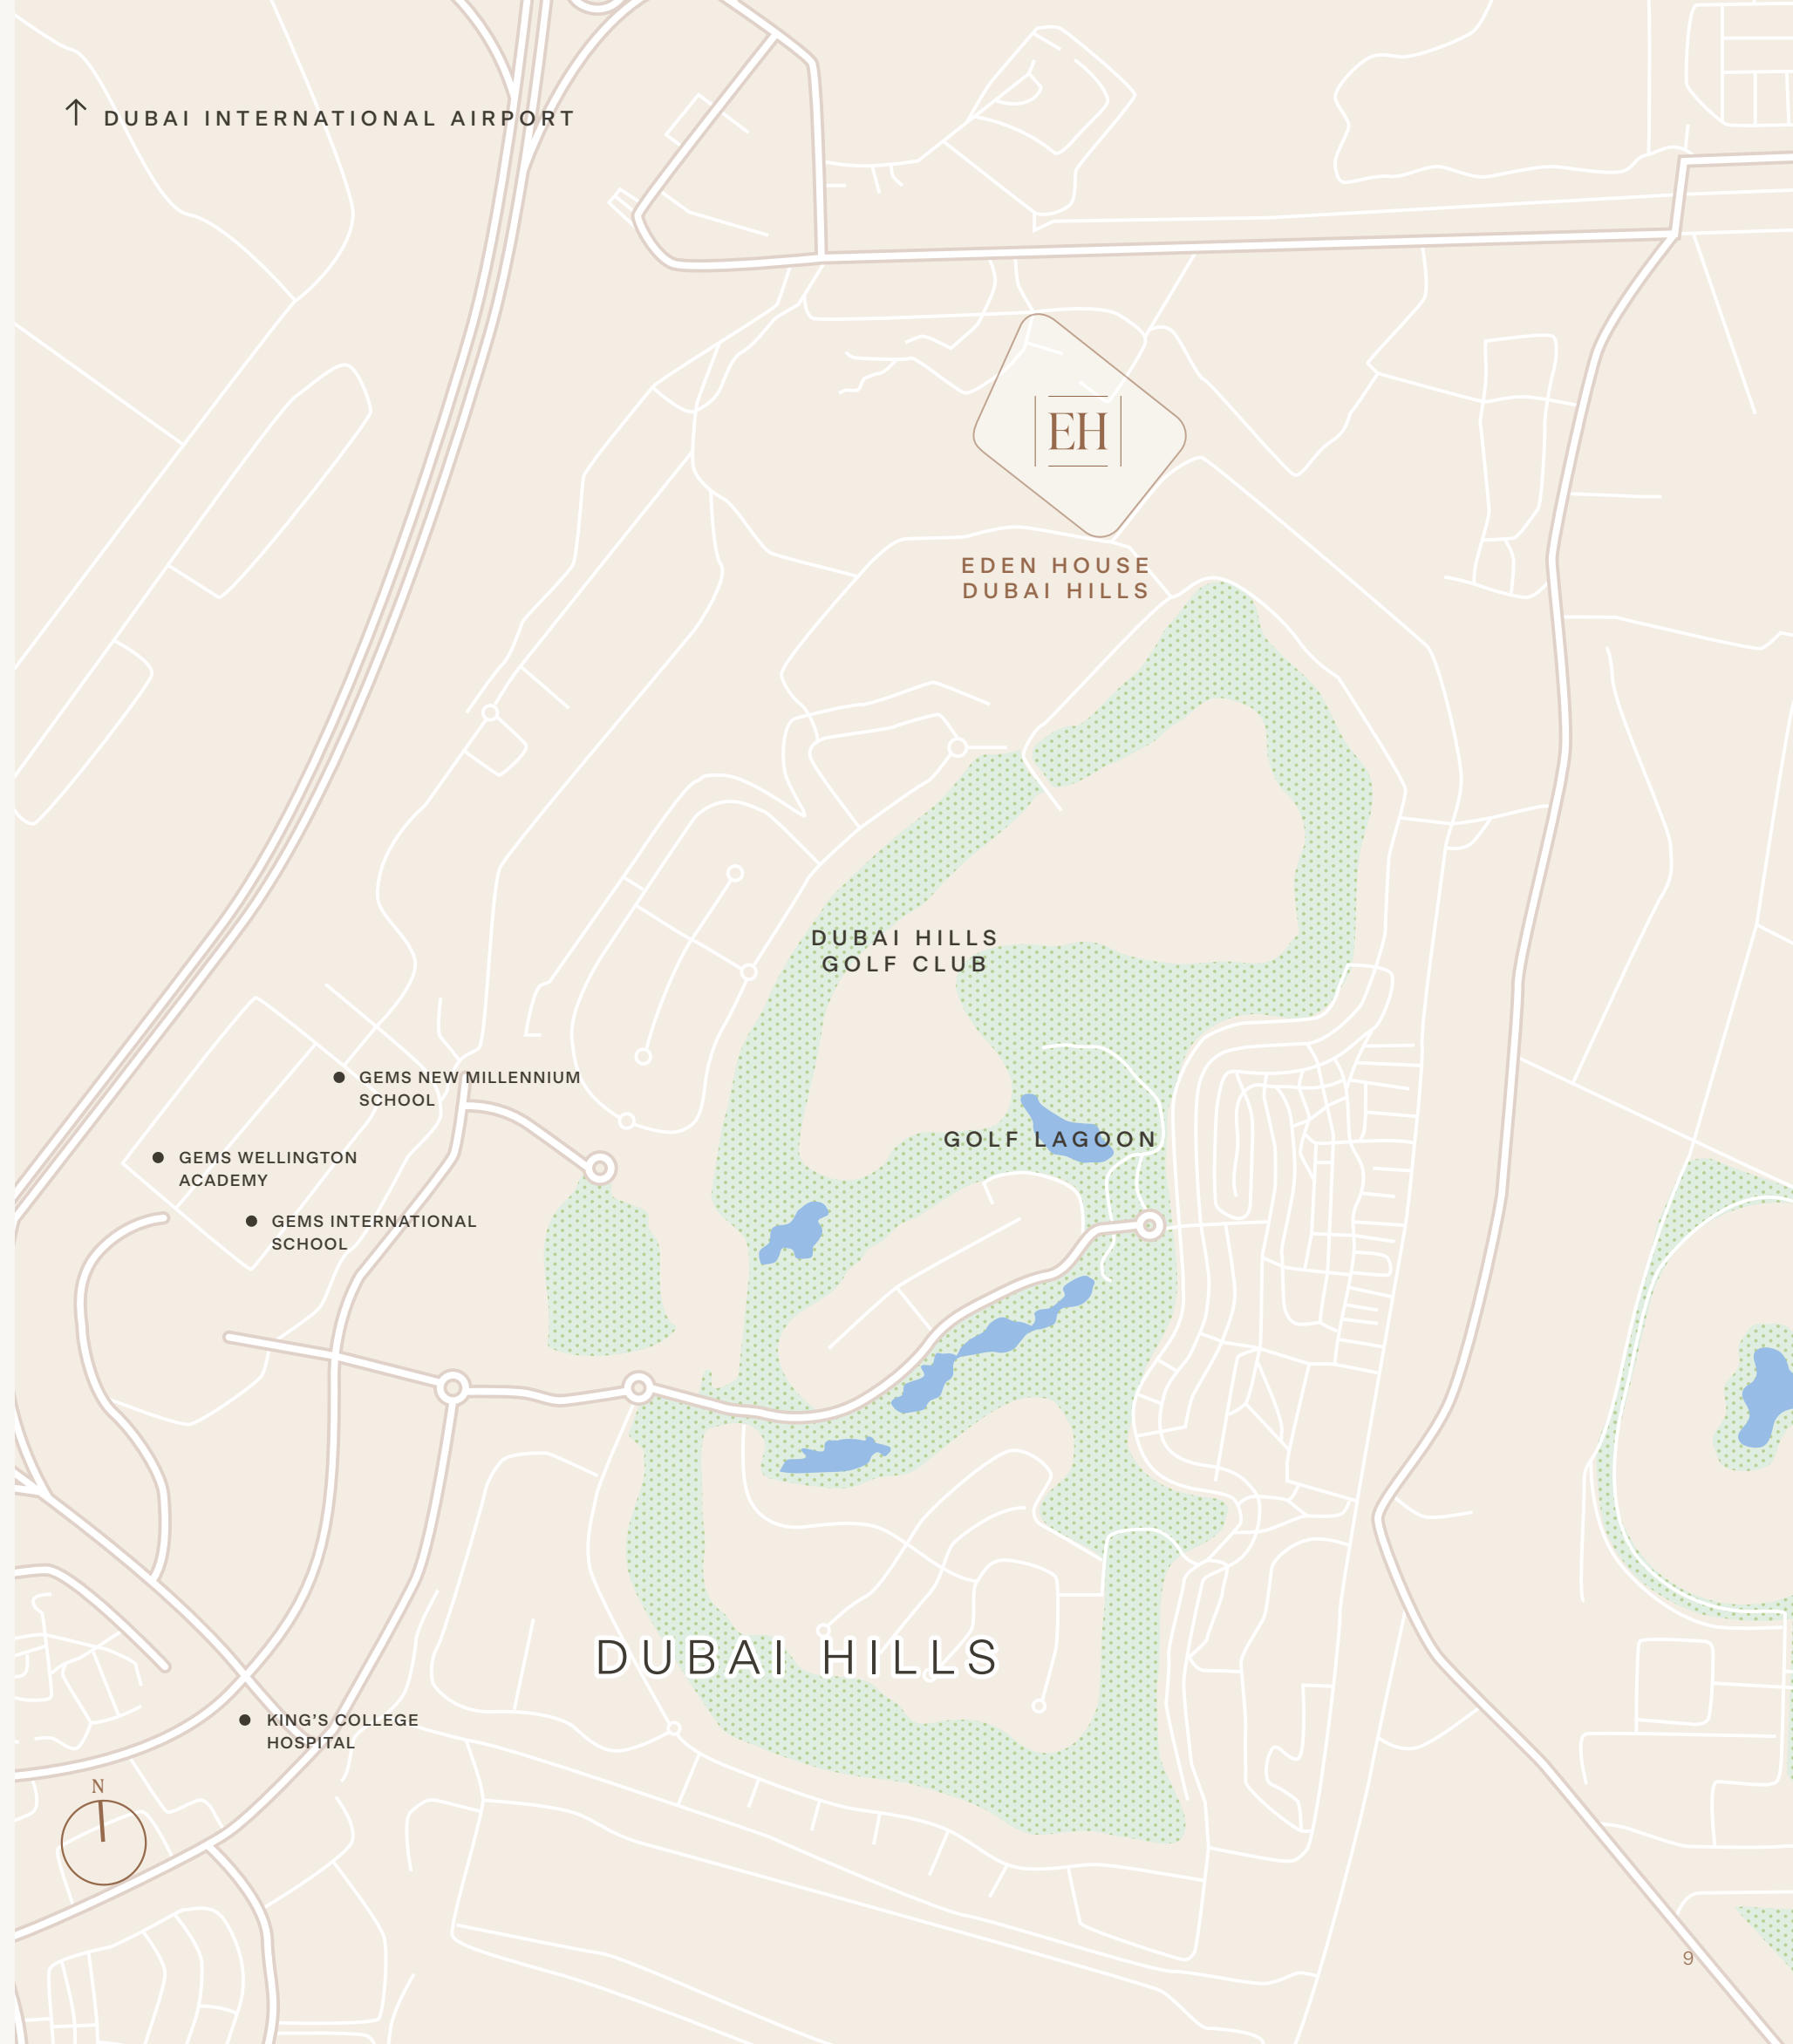 ↑ DUBAI INTERNATIONAL AIRPORT
EH
EDEN HOUSE
DUBAI HILLS
DUBAI HILLS
GOLF CLUB
GEMS NEW MILLENNIUM
SCHOOL
GOLF LAGOON
GEMS WELLINGTON
ACADEMY
GEMS INTERNATIONAL
SCHOOL
DUBAI HILLS
KING’S COLLEGE
HOSPITAL
N
9